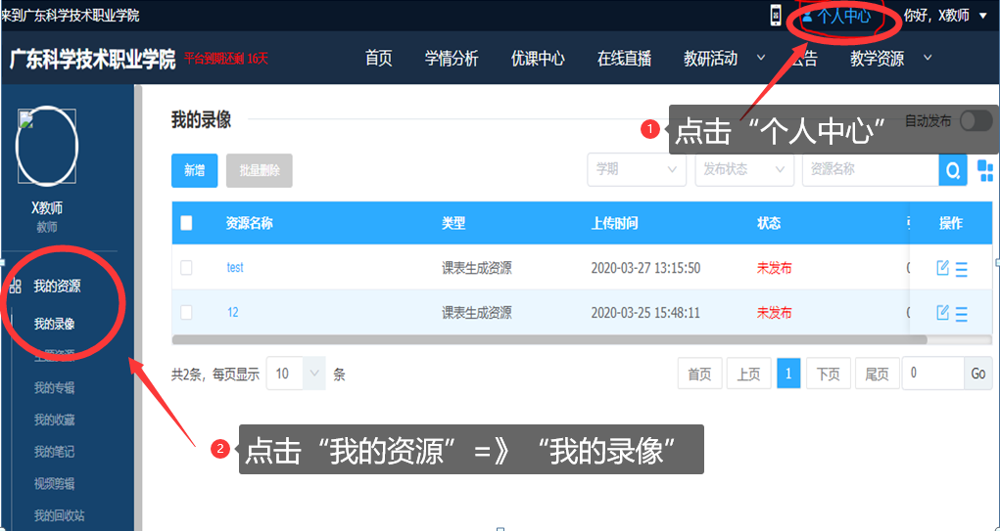 来到广东科学技术职业学院
个人中心 你好，X教师
广东科学技术职业学院 平台到期还剩 16天 首页 学情分析 优课中心 在线直播 教研活动 公告 教学资源
我的录像
自动发布
1 点击“个人中心”
新增 批量删除 学期 发布状态 资源名称
X教师
教师
资源名称 类型 上传时间 状态 操作
test 课表生成资源 2020-03-27 13:15:50 未发布
12 课表生成资源 2020-03-25 15:48:11 未发布
我的资源
我的录像
我的专辑
我的收藏
我的笔记
视频剪辑
我的回收站
共2条，每页显示 10 条 首页 上页 1 下页 尾页 0 Go
2 点击“我的资源”=》“我的录像”